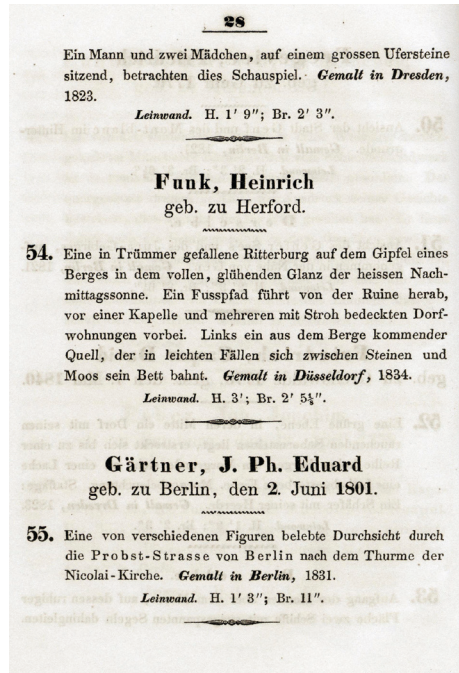 28
Ein Mann und zwei Mädchen, auf einem grossen Ufersteine
sitzend, betrachten dies Schauspiel. Gemalt in Dresden,
1823.
Leinwand. H. 1′ 9″; Br. 2′ 3″.
Funk, Heinrich
geb. zu Herford.
54. Eine in Trümmer gefallene Ritterburg auf dem Gipfel eines
Berges in dem vollen, glühenden Glanz der heissen Nach-
mittagssonne. Ein Fusspfad führt von der Ruine herab,
vor einer Kapelle und mehreren mit Stroh bedeckten Dorf-
wohnungen vorbei. Links ein aus dem Berge kommender
Quell, der in leichten Fällen sich zwischen Steinen und
Moos sein Bett bahnt. Gemalt in Düsseldorf, 1834.
Leinwand. H. 3′; Br. 2′ 5½″.
Gärtner, J. Ph. Eduard
geb. zu Berlin, den 2. Juni 1801.
55. Eine von verschiedenen Figuren belebte Durchsicht durch
die Probst-Strasse von Berlin nach dem Thurme der
Nicolai-Kirche. Gemalt in Berlin, 1831.
Leinwand. H. 1′ 3″; Br. 11″.